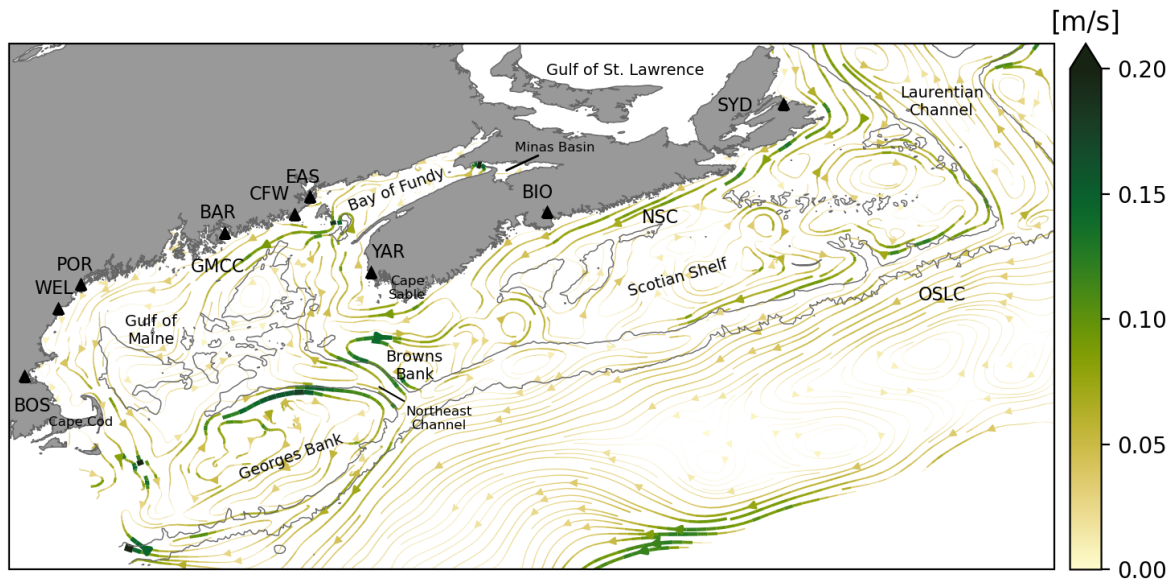 [m/s]
Gulf of St. Lawrence
SYD
Laurentian
Channel
0.20
Minas Basin
EAS
CFW
Bay of Fundy
BIO
BAR
NSC
0.15
GMCC
YAR
POR
Cape
Sable
Scotian Shelf
WEL
OSLC
0.10
Gulf of
Maine
Browns
Bank
BOS
Cape Cod
Northeast
Channel
0.05
Georges Bank
0.00